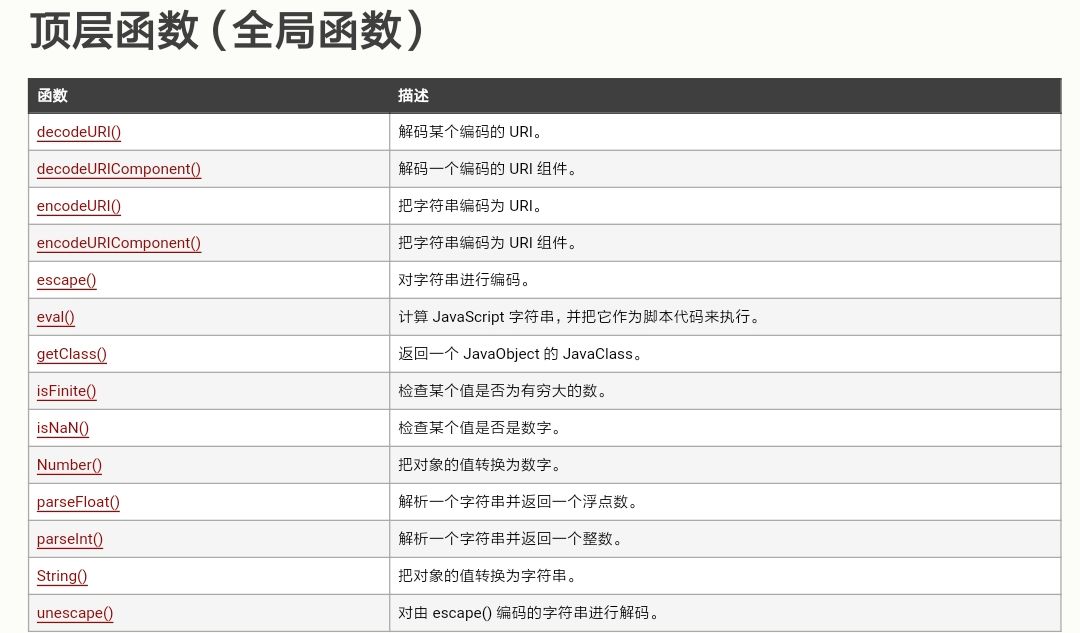 顶层函数（全局函数）
函数 描述
decodeURI() 解码某个编码的 URI。
decodeURIComponent() 解码一个编码的 URI 组件。
encodeURI() 把字符串编码为 URI。
encodeURIComponent() 把字符串编码为 URI 组件。
escape() 对字符串进行编码。
eval() 计算 JavaScript 字符串，并把它作为脚本代码来执行。
getClass() 返回一个 JavaObject 的 JavaClass。
isFinite() 检查某个值是否为有穷大的数。
isNaN() 检查某个值是否是数字。
Number() 把对象的值转换为数字。
parseFloat() 解析一个字符串并返回一个浮点数。
parseInt() 解析一个字符串并返回一个整数。
String() 把对象的值转换为字符串。
unescape() 对由 escape() 编码的字符串进行解码。